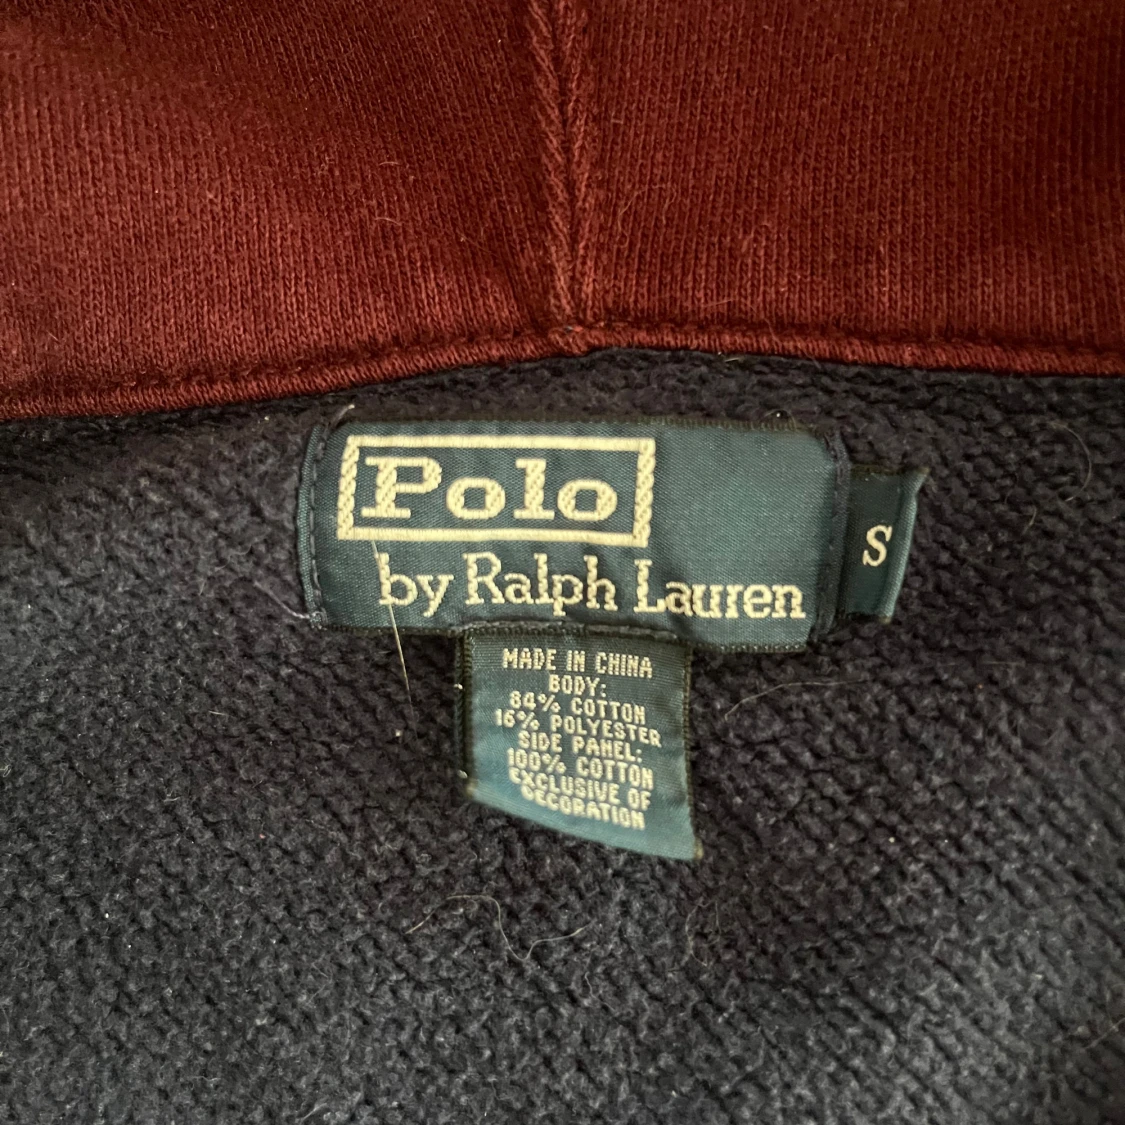 Polo
by Ralph Lauren
S
MADE IN CHINA
BODY:
84% COTTON
16% POLYESTER
SIDE PANEL:
100% COTTON
EXCLUSIVE OF
DECORATION